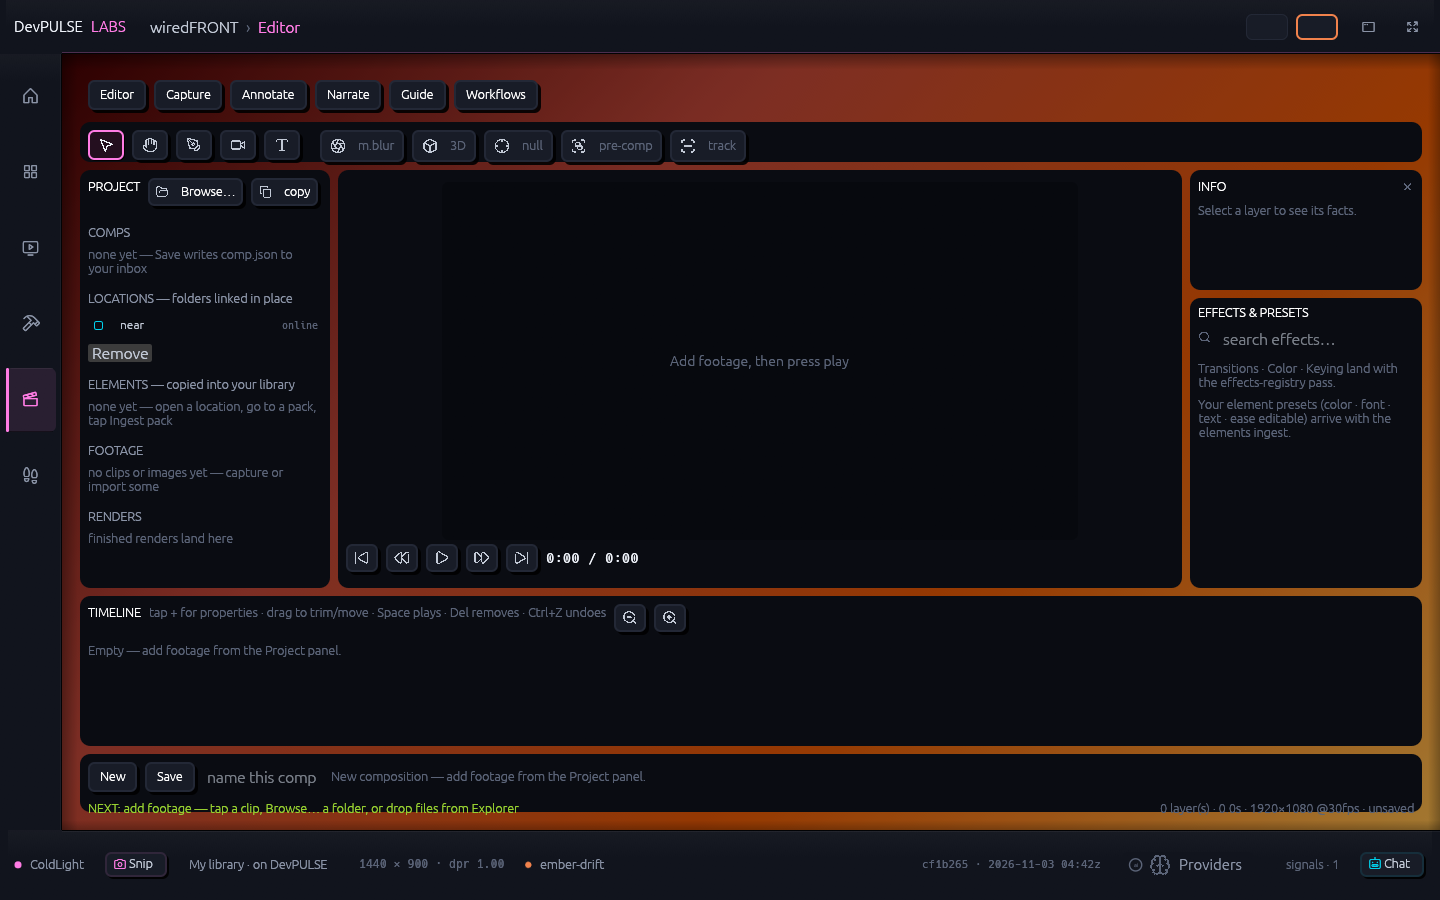 DevPULSE LABS wiredFRONT › Editor
Editor Capture Annotate Narrate Guide Workflows
T m.blur 3D null pre-comp track
PROJECT Browse... copy
COMPS
none yet — Save writes comp.json to
your inbox
LOCATIONS — folders linked in place
near online
Remove
ELEMENTS — copied into your library
none yet — open a location, go to a pack,
tap Ingest pack
FOOTAGE
no clips or images yet — capture or
import some
RENDERS
finished renders land here
Add footage, then press play
0:00 / 0:00
INFO ×
Select a layer to see its facts.
EFFECTS & PRESETS
search effects...
Transitions · Color · Keying land with
the effects-registry pass.
Your element presets (color · font ·
text · ease editable) arrive with the
elements ingest.
TIMELINE tap + for properties · drag to trim/move · Space plays · Del removes · Ctrl+Z undoes
Empty — add footage from the Project panel.
New Save name this comp New composition — add footage from the Project panel.
NEXT: add footage — tap a clip, Browse... a folder, or drop files from Explorer 0 layer(s) · 0.0s · 1920×1080 @30fps · unsaved
ColdLight Snip My library · on DevPULSE 1440 × 900 · dpr 1.00 ember-drift cf1b265 · 2026-11-03 04:42z Providers signals · 1 Chat